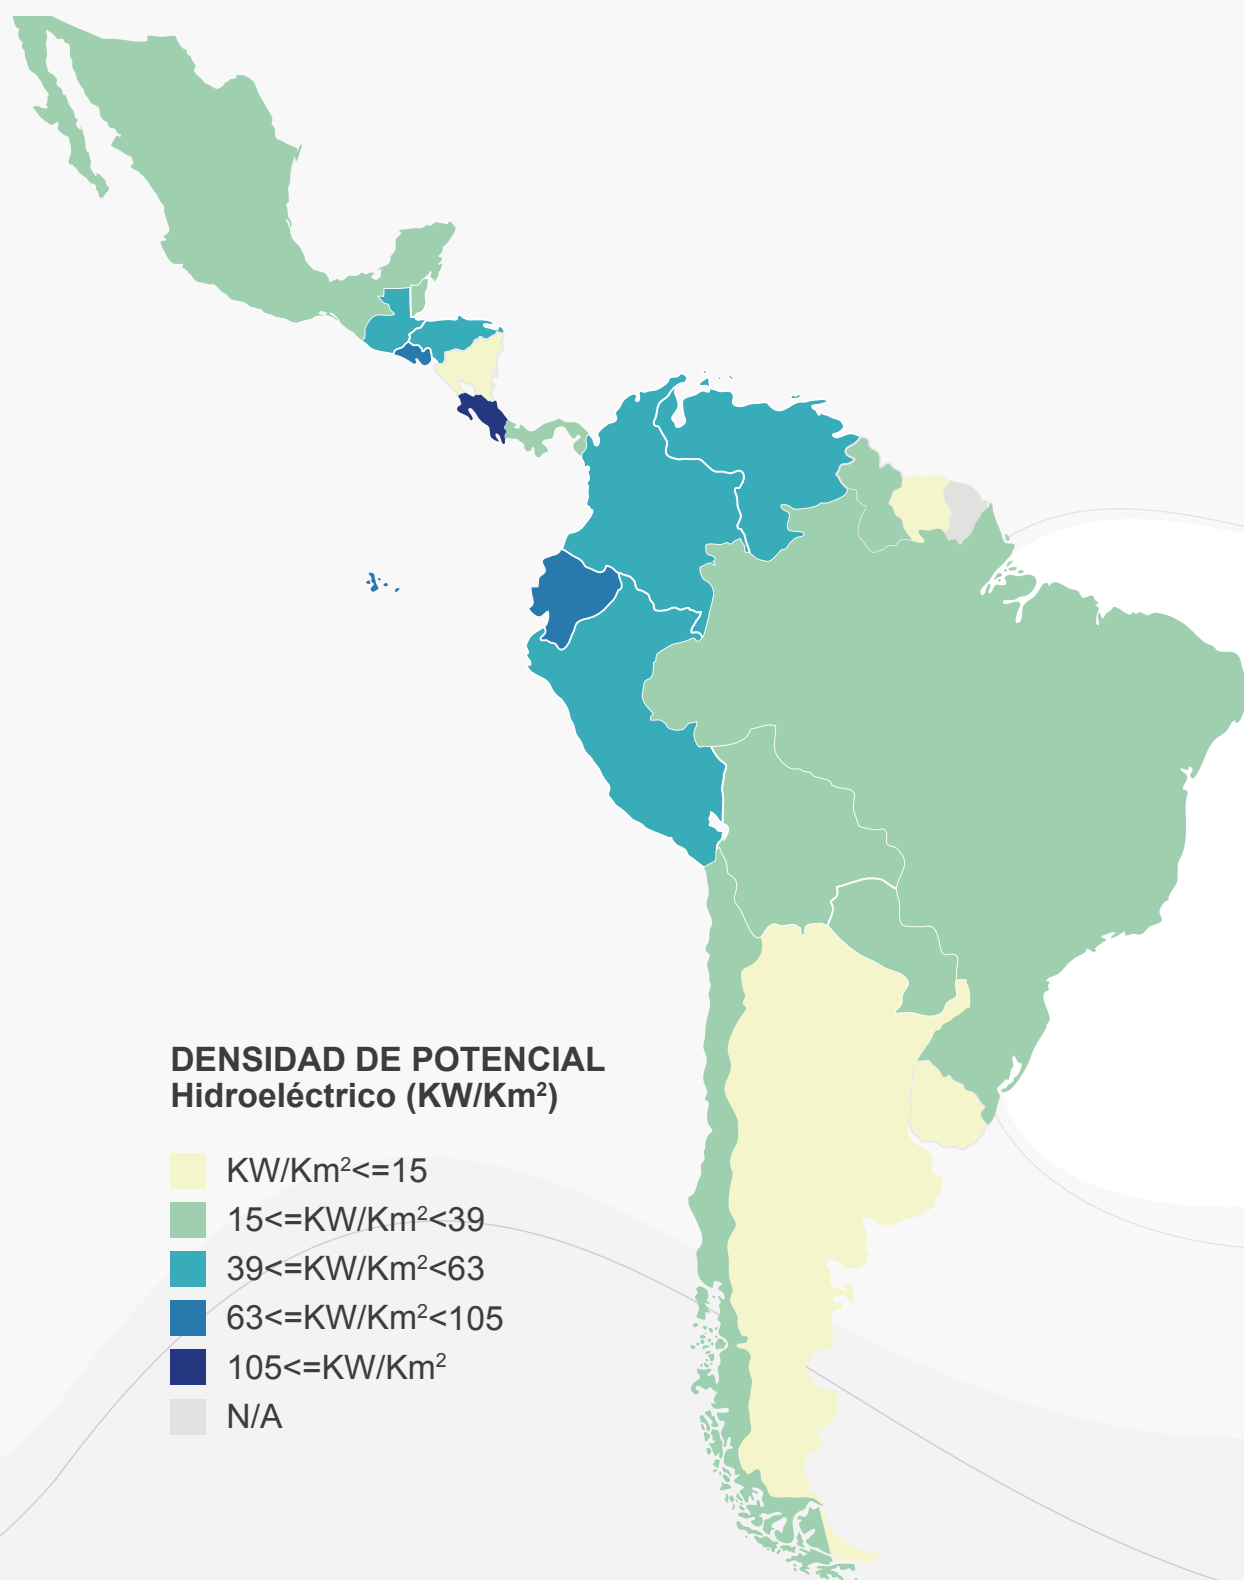 DENSIDAD DE POTENCIAL
Hidroeléctrico (KW/Km²)
KW/Km²<=15
15<=KW/Km²<39
39<=KW/Km²<63
63<=KW/Km²<105
105<=KW/Km²
N/A